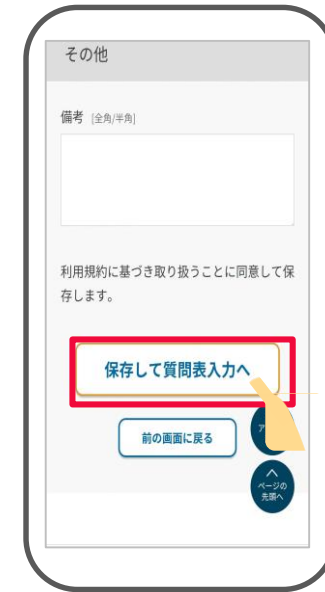 その他
備考 [全角/半角]
利用規約に基づき取り扱うことに同意して保
存します。
保存して質問表入力へ
前の画面に戻る
ページの
先頭へ